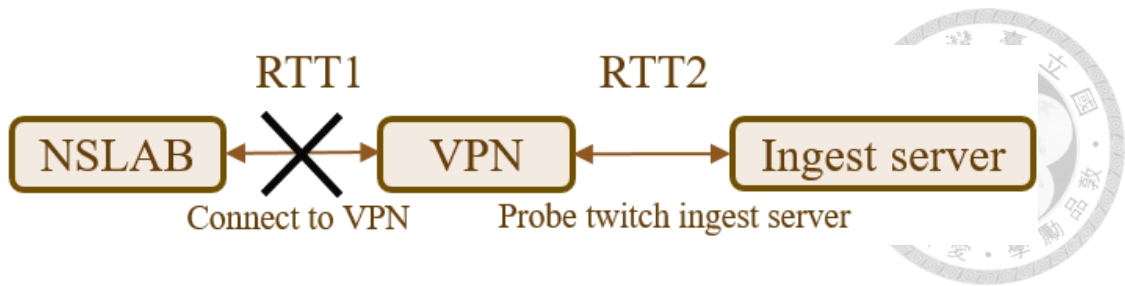 RTT1
RTT2
NSLAB
VPN
Ingest server
Connect to VPN
Probe twitch ingest server